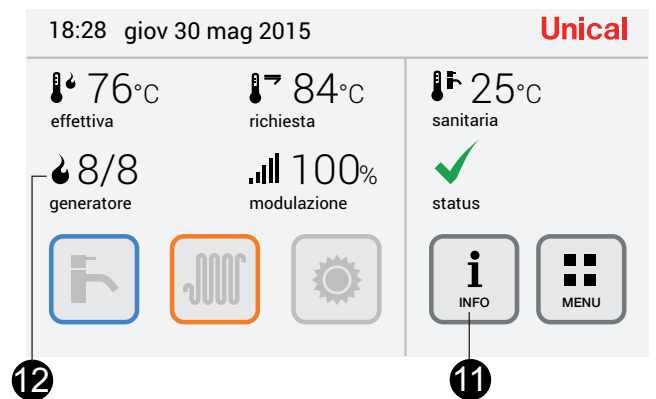 18:28 giov 30 mag 2015 Unical
76°C 84°C 25°C
effettiva richiesta sanitaria
8/8 100%
generatore modulazione status
INFO MENU
12 11